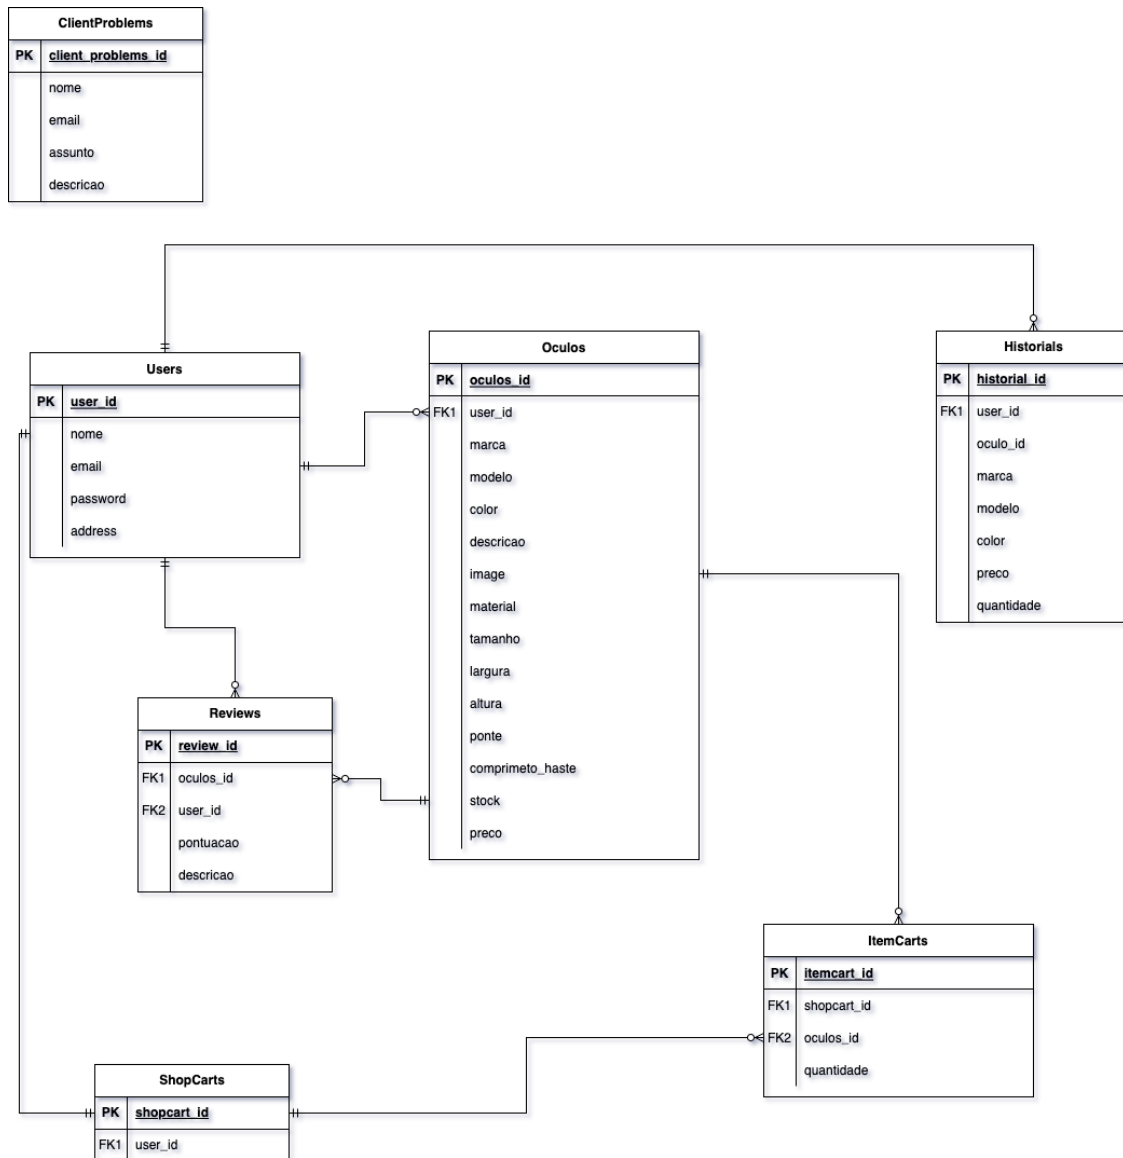 ClientProblems
PK client_problems_id
nome
email
assunto
descricao
Users
PK user_id
nome
email
password
address
Oculos
PK oculos_id
FK1 user_id
marca
modelo
color
descricao
image
material
tamanho
largura
altura
ponte
comprimeto_haste
stock
preco
Historials
PK historial_id
FK1 user_id
oculo_id
marca
modelo
color
preco
quantidade
Reviews
PK review_id
FK1 oculos_id
FK2 user_id
pontuacao
descricao
ItemCarts
PK itemcart_id
FK1 shopcart_id
FK2 oculos_id
quantidade
ShopCarts
PK shopcart_id
FK1 user_id